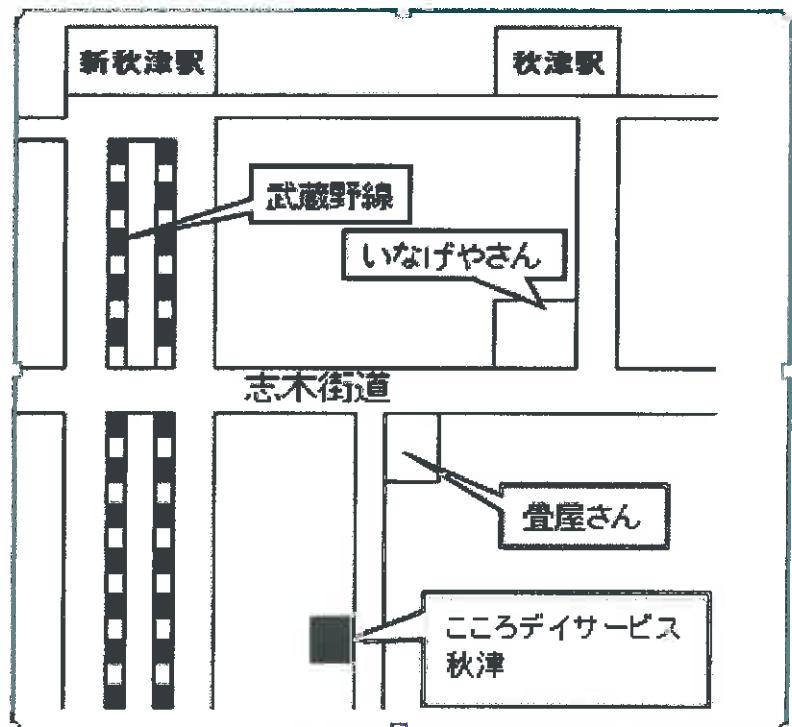 新秋津駅
秋津駅
武蔵野線
いなげやさん
志木街道
畳屋さん
こころデイサービス
秋津